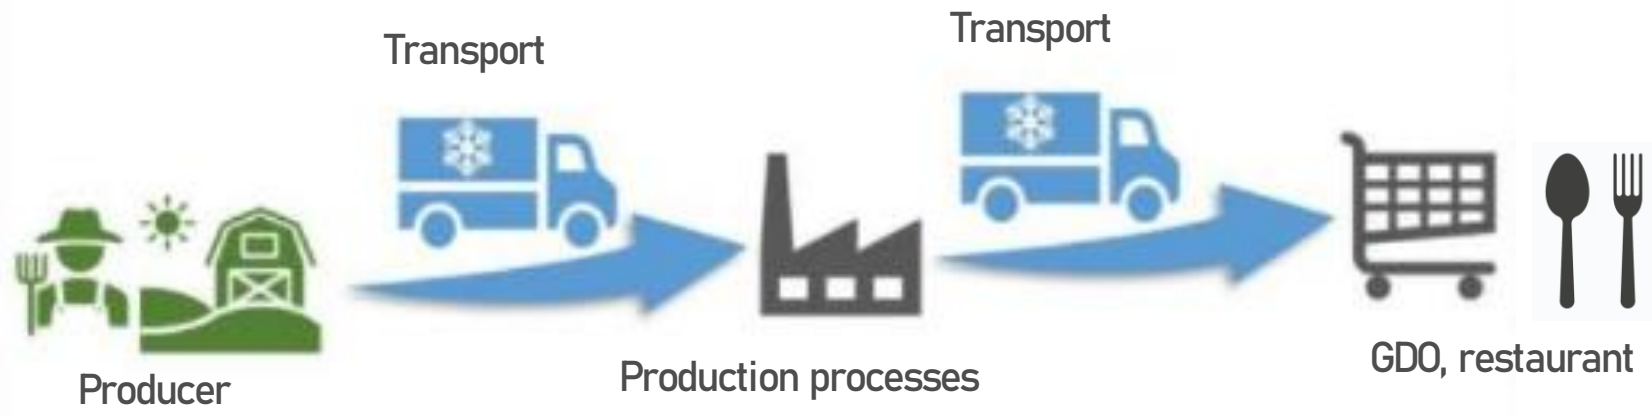 Transport
Transport
Producer
Production processes
GDO, restaurant